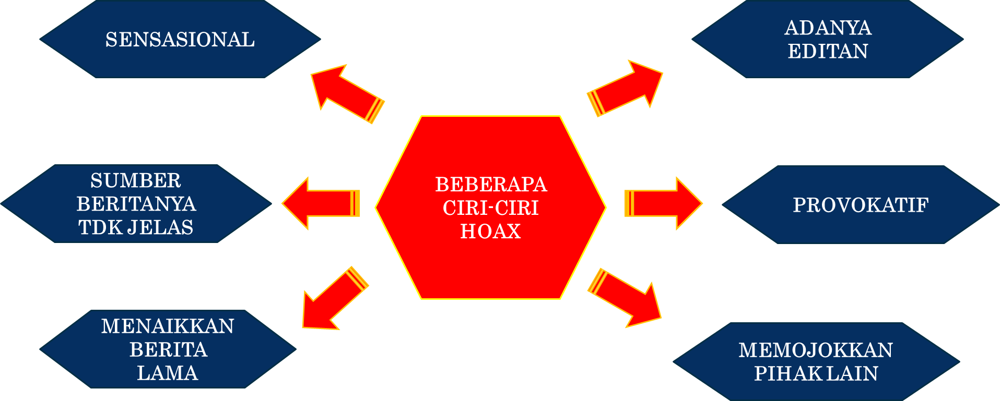 SENSASIONAL
ADANYA
EDITAN
SUMBER
BERITANYA
TDK JELAS
BEBERAPA
CIRI-CIRI
HOAX
PROVOKATIF
MENAIKKAN
BERITA
LAMA
MEMOJOKKAN
PIHAK LAIN